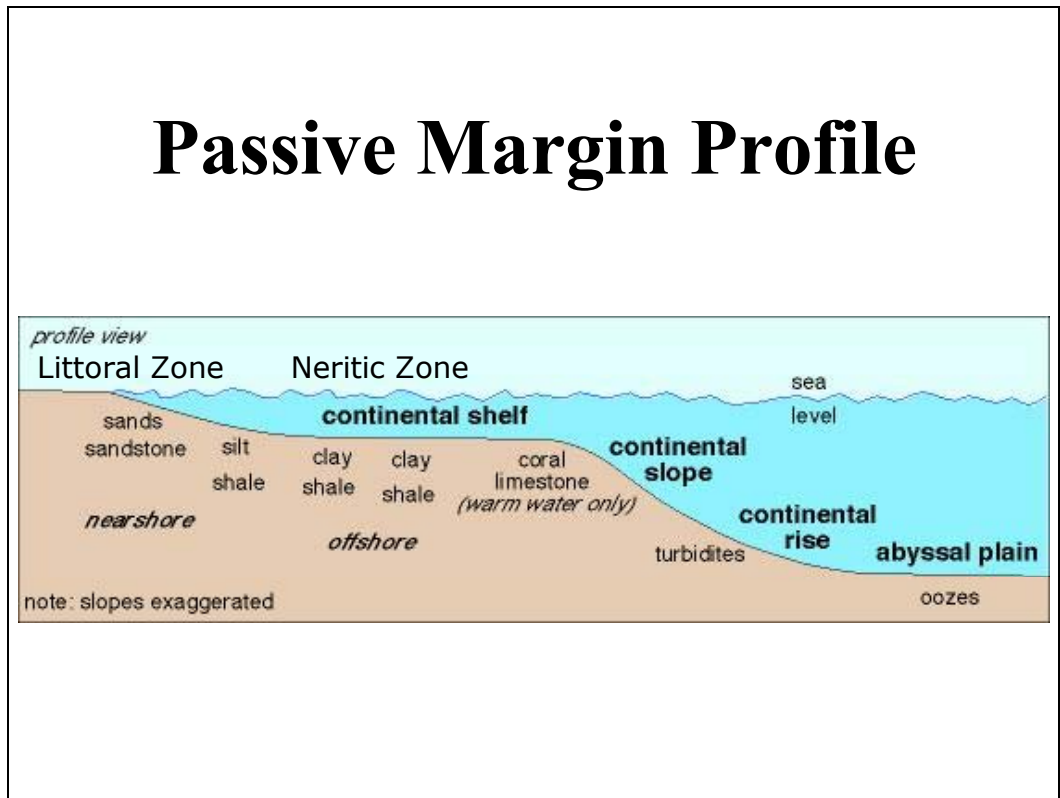 Passive Margin Profile
profile view
Littoral Zone
Neritic Zone
sea
level
continental shelf
sands
sandstone
silt
shale
clay
shale
clay
shale
coral
limestone
(warm water only)
continental
slope
nearshore
offshore
continental
rise
turbidites
abyssal plain
oozes
note: slopes exaggerated